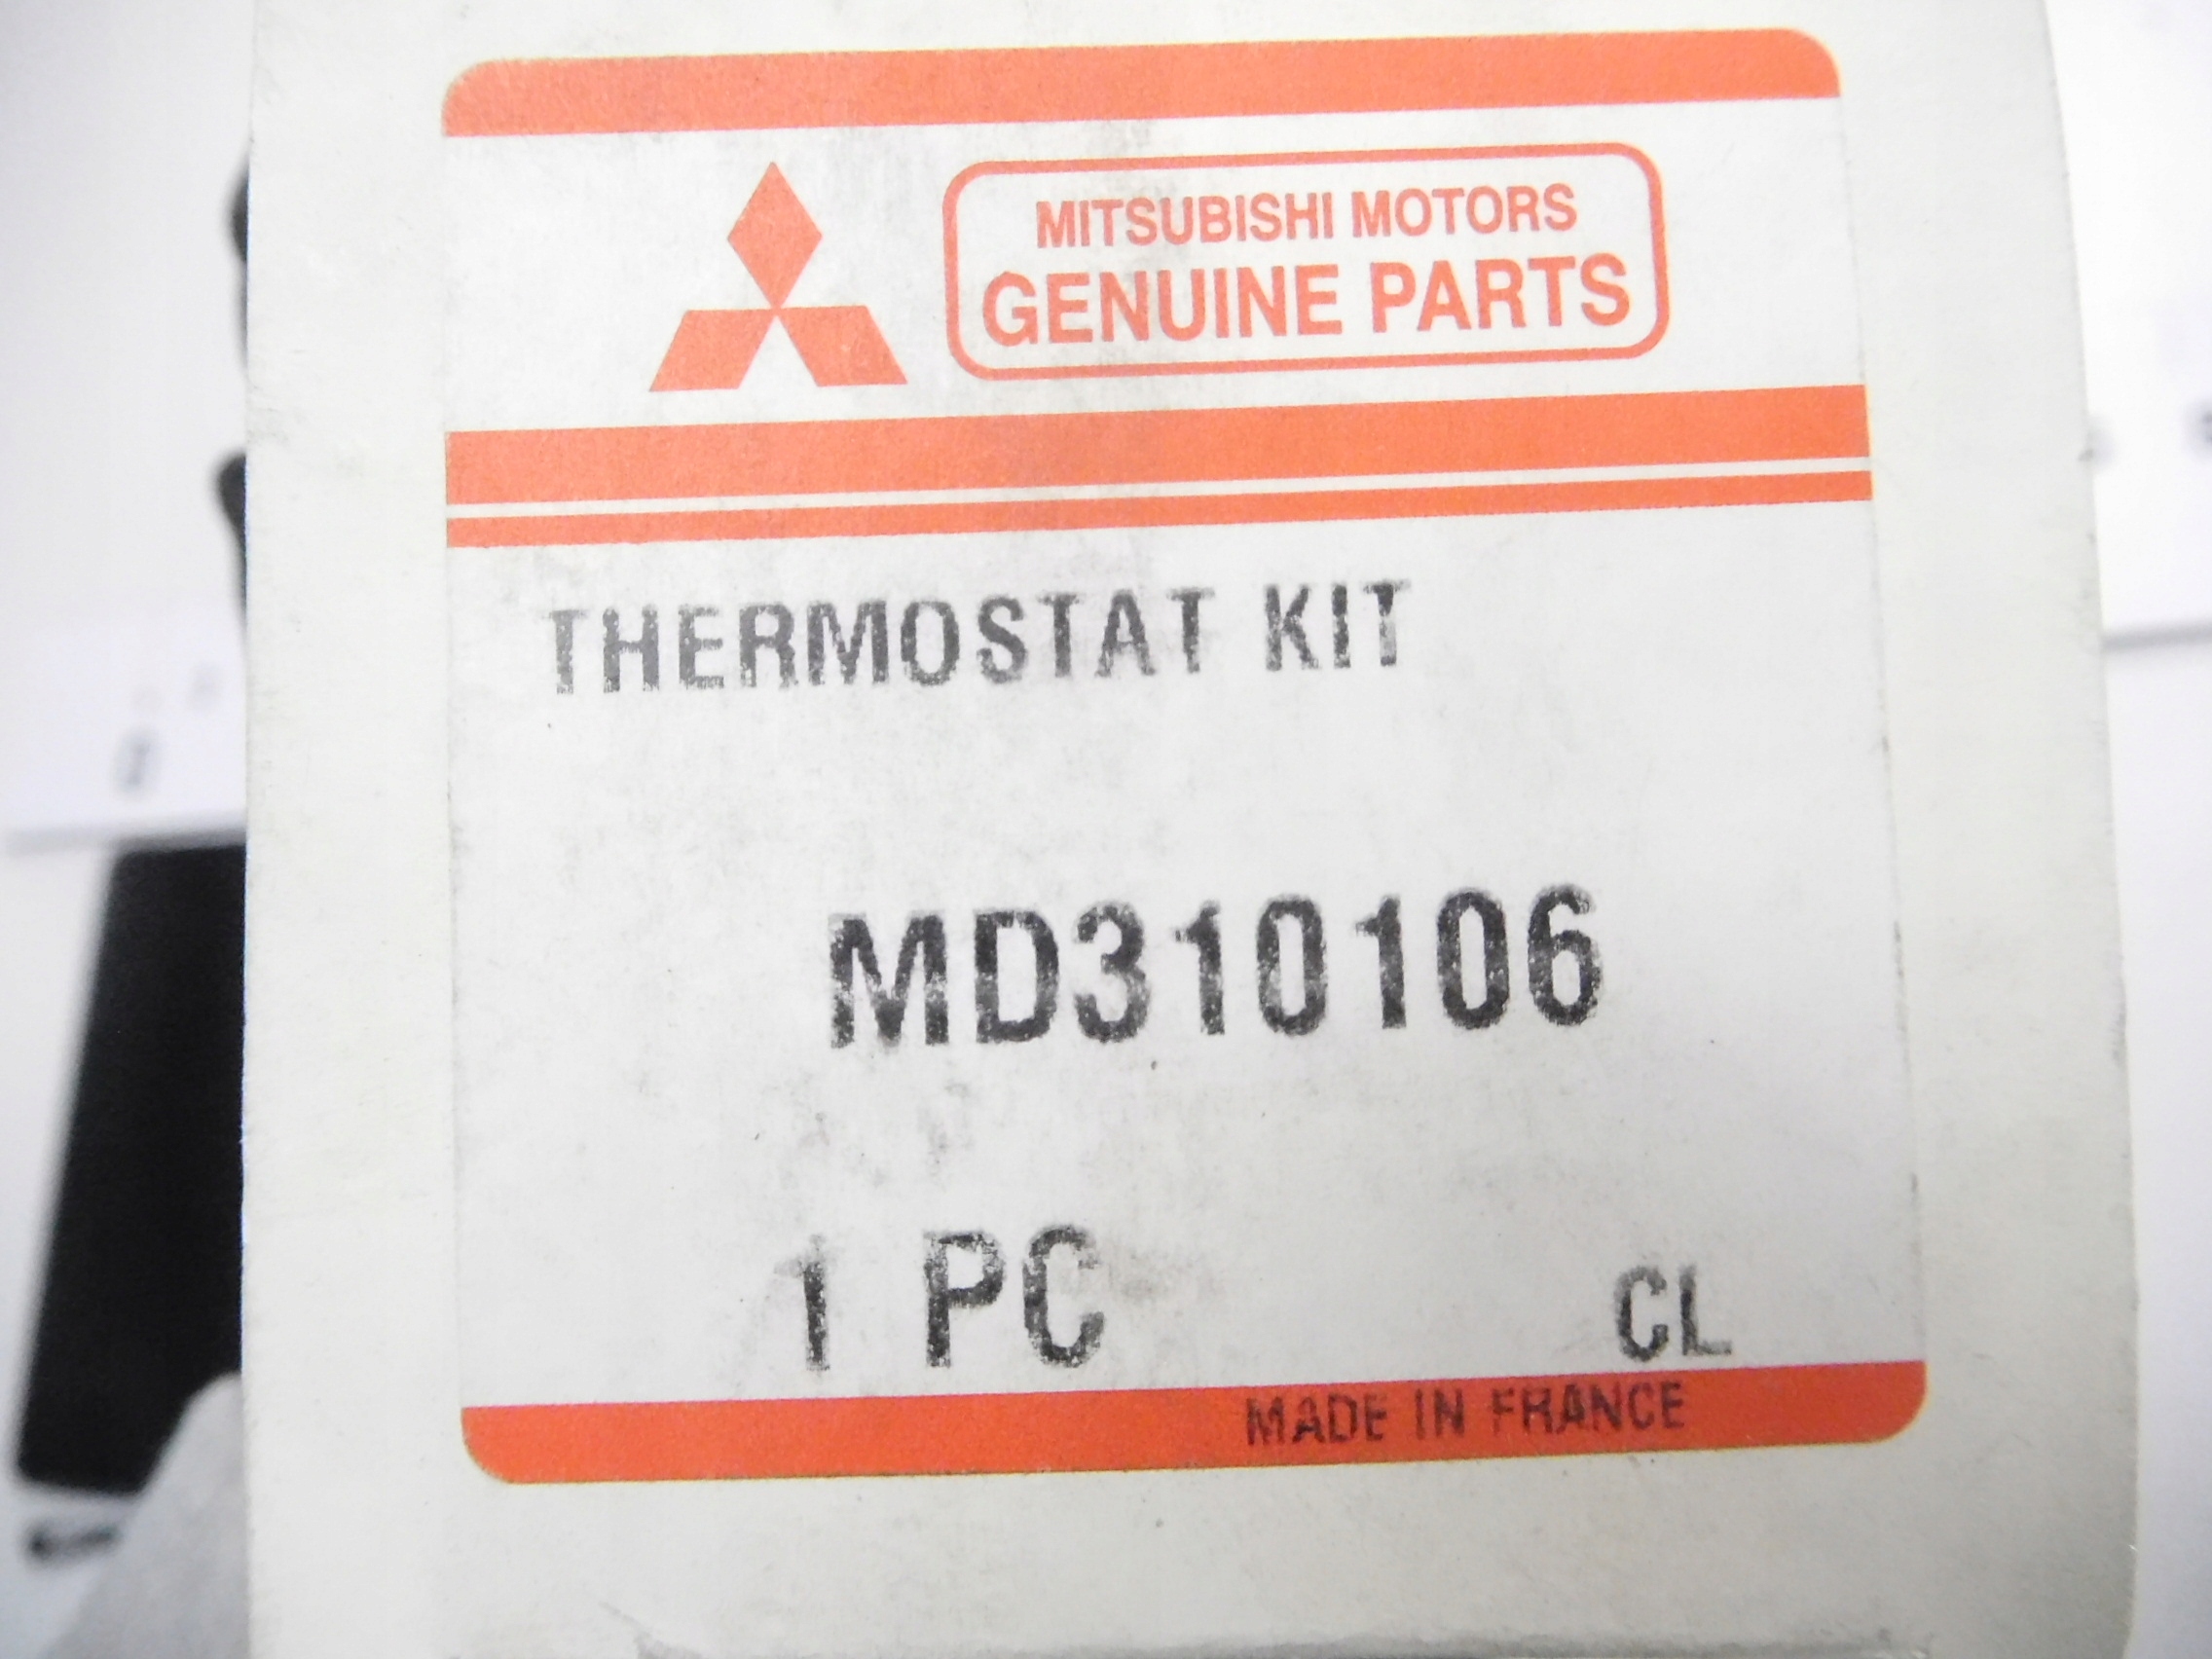 MITSUBISHI MOTORS
GENUINE PARTS
THERMOSTAT KIT
MD310106
1 PC CL
MADE IN FRANCE